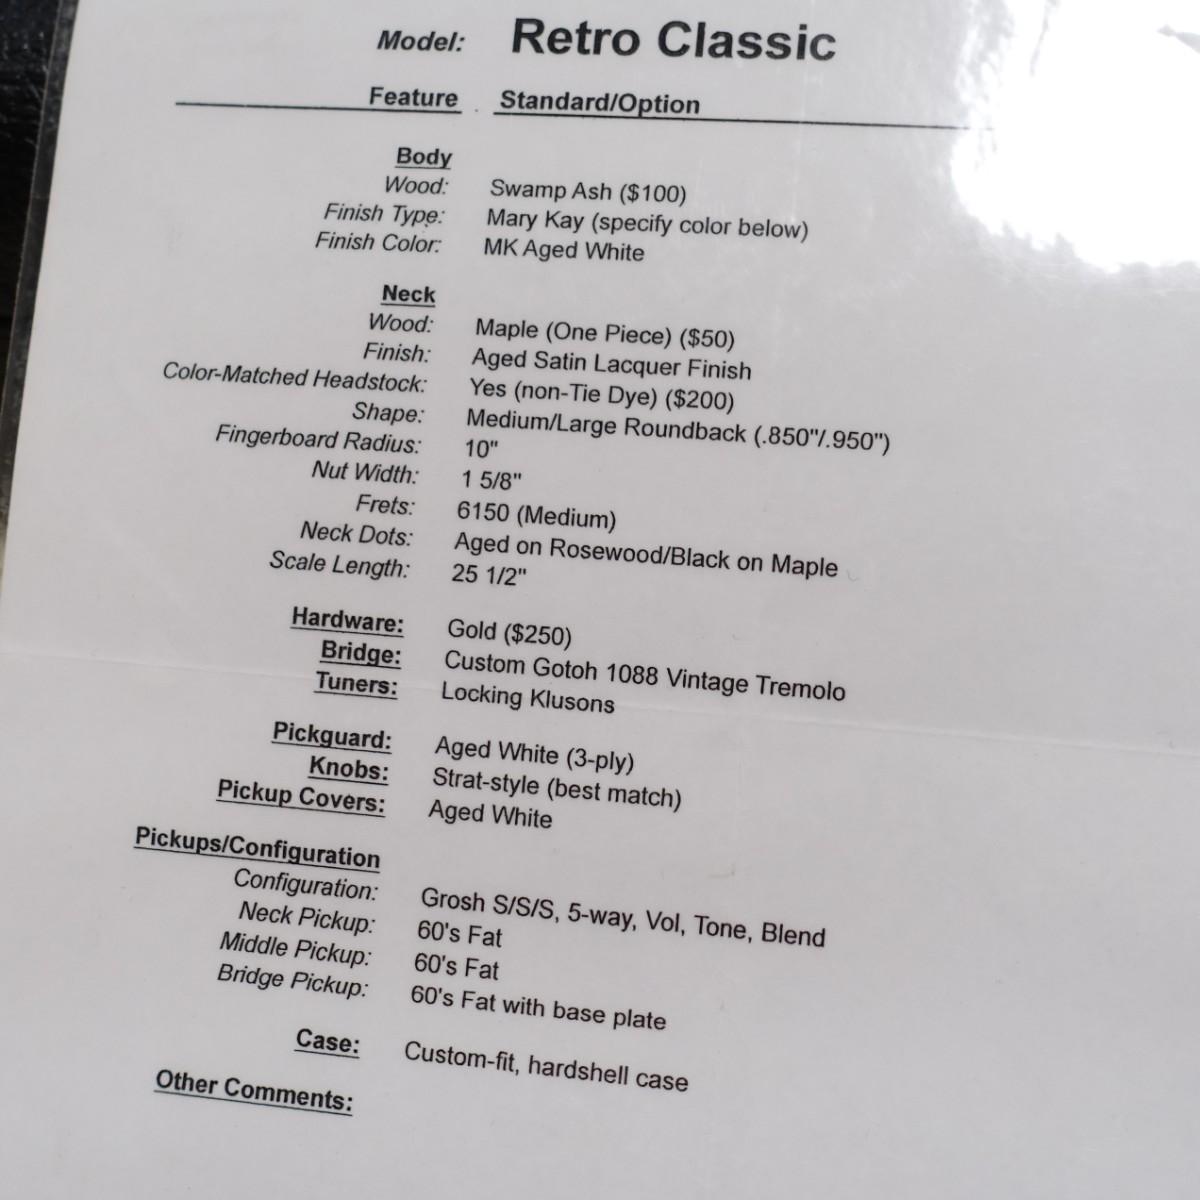 Model: Retro Classic
Feature Standard/Option
Body
Wood: Swamp Ash ($100)
Finish Type: Mary Kay (specify color below)
Finish Color: MK Aged White
Neck
Wood: Maple (One Piece) ($50)
Finish: Aged Satin Lacquer Finish
Color-Matched Headstock: Yes (non-Tie Dye) ($200)
Shape: Medium/Large Roundback (.850"/.950")
Fingerboard Radius: 10"
Nut Width: 1 5/8"
Frets: 6150 (Medium)
Neck Dots: Aged on Rosewood/Black on Maple
Scale Length: 25 1/2"
Hardware: Gold ($250)
Bridge: Custom Gotoh 1088 Vintage Tremolo
Tuners: Locking Klusons
Pickguard: Aged White (3-ply)
Knobs: Strat-style (best match)
Pickup Covers: Aged White
Pickups/Configuration
Configuration: Grosh S/S/S, 5-way, Vol, Tone, Blend
Neck Pickup: 60's Fat
Middle Pickup: 60's Fat
Bridge Pickup: 60's Fat with base plate
Case: Custom-fit, hardshell case
Other Comments: